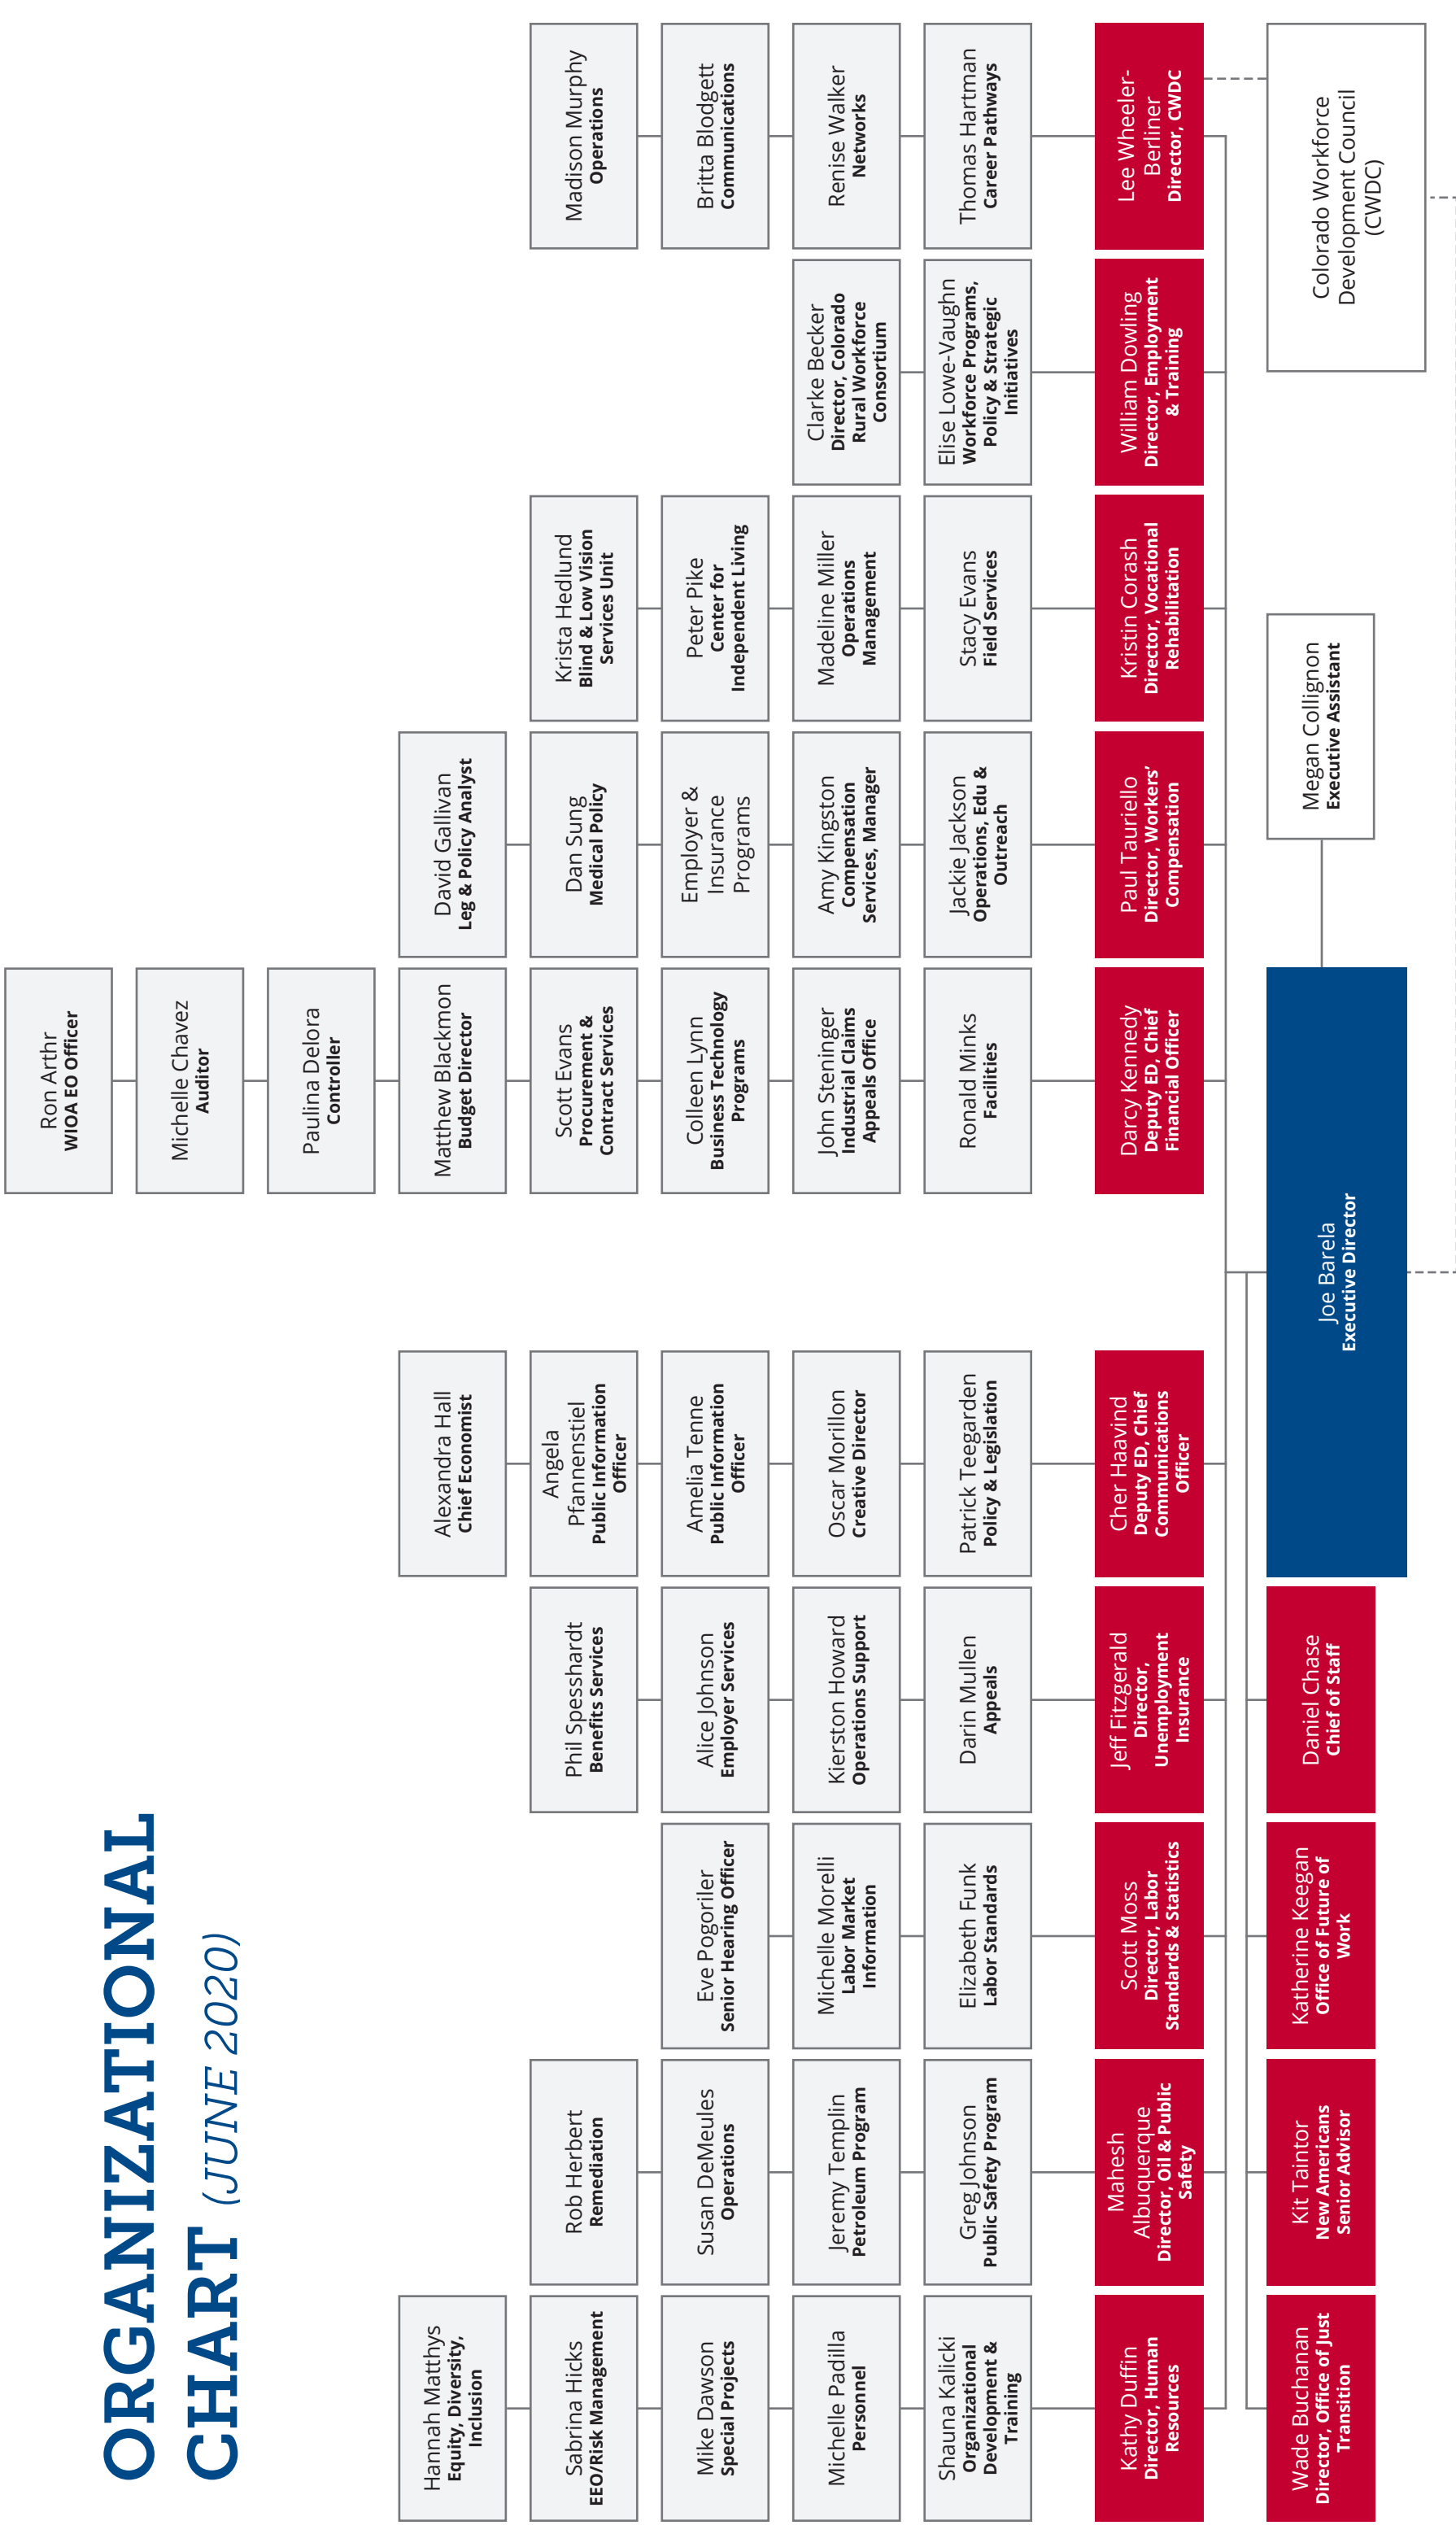 ORGANIZATIONAL
CHART (JUNE 2020)
Hannah Matthys
Equity, Diversity,
Inclusion
Sabrina Hicks
EEO/Risk Management
Mike Dawson
Special Projects
Michelle Padilla
Personnel
Shauna Kalicki
Organizational
Development &
Training
Kathy Duffin
Director, Human
Resources
Rob Herbert
Remediation
Susan DeMeules
Operations
Jeremy Templin
Petroleum Program
Greg Johnson
Public Safety Program
Mahesh
Albuquerque
Director, Oil & Public
Safety
Eve Pogoriler
Senior Hearing Officer
Michelle Morelli
Labor Market
Information
Elizabeth Funk
Labor Standards
Scott Moss
Director, Labor
Standards & Statistics
Phil Spesshardt
Benefits Services
Alice Johnson
Employer Services
Kierston Howard
Operations Support
Darin Mullen
Appeals
Jeff Fitzgerald
Director,
Unemployment
Insurance
Alexandra Hall
Chief Economist
Angela
Pfannenstiel
Public Information
Officer
Amelia Tenne
Public Information
Officer
Oscar Morillon
Creative Director
Patrick Teegarden
Policy & Legislation
Cher Haavind
Deputy ED, Chief
Communications
Officer
Ron Arthr
WIOA EO Officer
Michelle Chavez
Auditor
Paulina Delora
Controller
Matthew Blackmon
Budget Director
Scott Evans
Procurement &
Contract Services
Colleen Lynn
Business Technology
Programs
John Steninger
Industrial Claims
Appeals Office
Ronald Minks
Facilities
Darcy Kennedy
Deputy ED, Chief
Financial Officer
David Gallivan
Leg & Policy Analyst
Dan Sung
Medical Policy
Employer &
Insurance
Programs
Amy Kingston
Compensation
Services, Manager
Jackie Jackson
Operations, Edu &
Outreach
Paul Tauriello
Director, Workers’
Compensation
Krista Hedlund
Blind & Low Vision
Services Unit
Peter Pike
Center for
Independent Living
Madeline Miller
Operations
Management
Stacy Evans
Field Services
Kristin Corash
Director, Vocational
Rehabilitation
Clarke Becker
Director, Colorado
Rural Workforce
Consortium
Elise Lowe-Vaughn
Workforce Programs,
Policy & Strategic
Initiatives
William Dowling
Director, Employment
& Training
Madison Murphy
Operations
Britta Blodgett
Communications
Renise Walker
Networks
Thomas Hartman
Career Pathways
Lee Wheeler-
Berliner
Director, CWDC
Wade Buchanan
Director, Office of Just
Transition
Kit Taintor
New Americans
Senior Advisor
Katherine Keegan
Office of Future of
Work
Daniel Chase
Chief of Staff
Joe Barela
Executive Director
Megan Collignon
Executive Assistant
Colorado Workforce
Development Council
(CWDC)